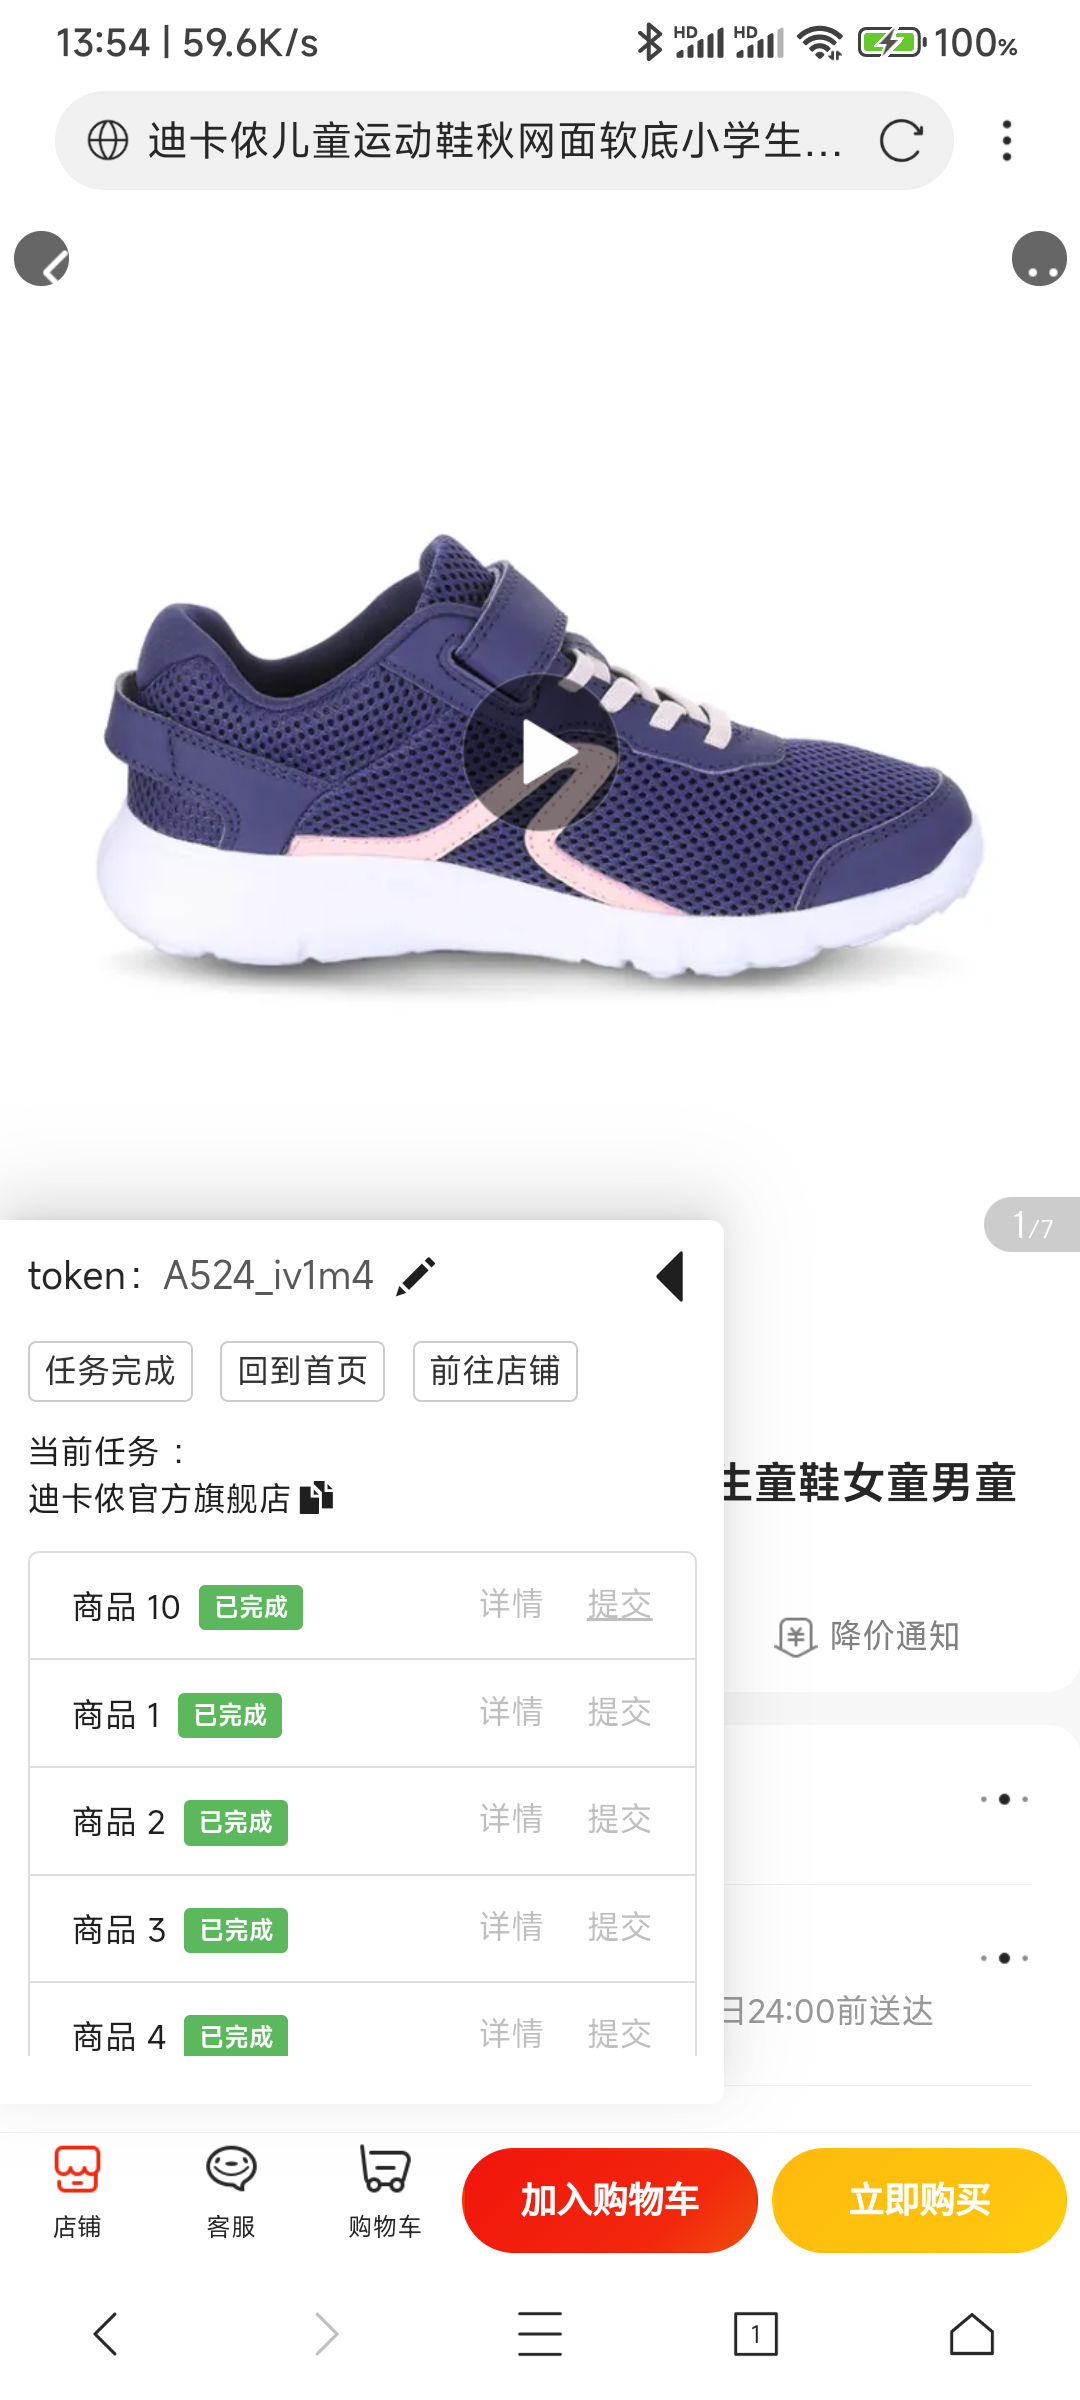 13:54 | 59.6K/s
HD HD 100%
迪卡侬儿童运动鞋秋网面软底小学生...
1/7
token: A524_iv1m4
任务完成 回到首页 前往店铺
当前任务 :
迪卡侬官方旗舰店
生童鞋女童男童
商品 10 已完成 详情 提交
降价通知
商品 1 已完成 详情 提交
商品 2 已完成 详情 提交
商品 3 已完成 详情 提交
日24:00前送达
商品 4 已完成 详情 提交
店铺 客服 购物车 加入购物车 立即购买
1